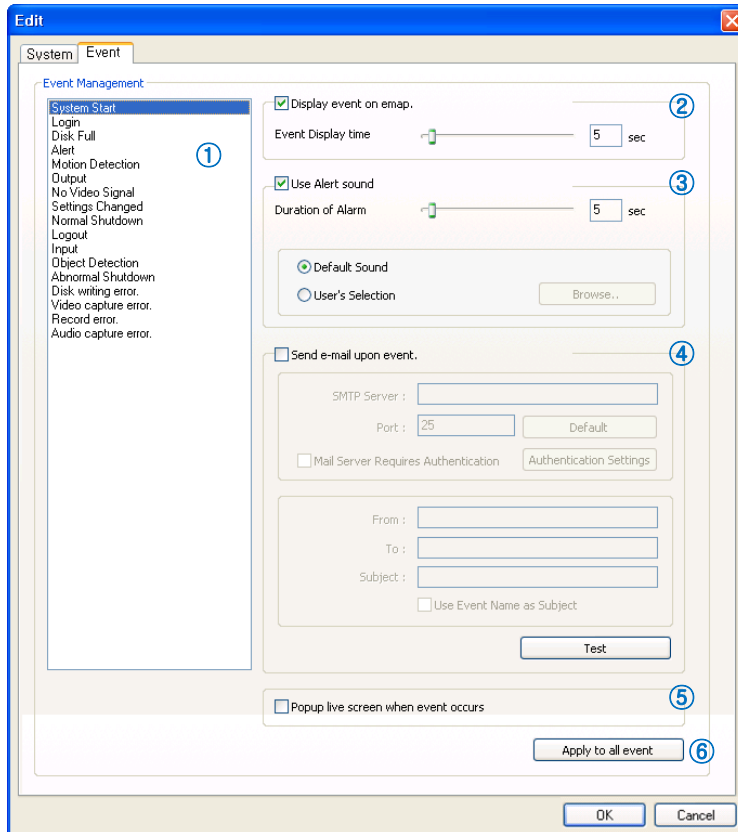 Edit
System Event
Event Management
System Start
Login
Disk Full
Alert
Motion Detection
Output
No Video Signal
Settings Changed
Normal Shutdown
Logout
Input
Object Detection
Abnormal Shutdown
Disk writing error.
Video capture error.
Record error.
Audio capture error.
①
Display event on emap. ②
Event Display time 5 sec
Use Alert sound ③
Duration of Alarm 5 sec
Default Sound
User's Selection Browse..
Send e-mail upon event. ④
SMTP Server :
Port : 25 Default
Mail Server Requires Authentication Authentication Settings
From :
To :
Subject :
Use Event Name as Subject
Test
Popup live screen when event occurs ⑤
Apply to all event ⑥
OK Cancel